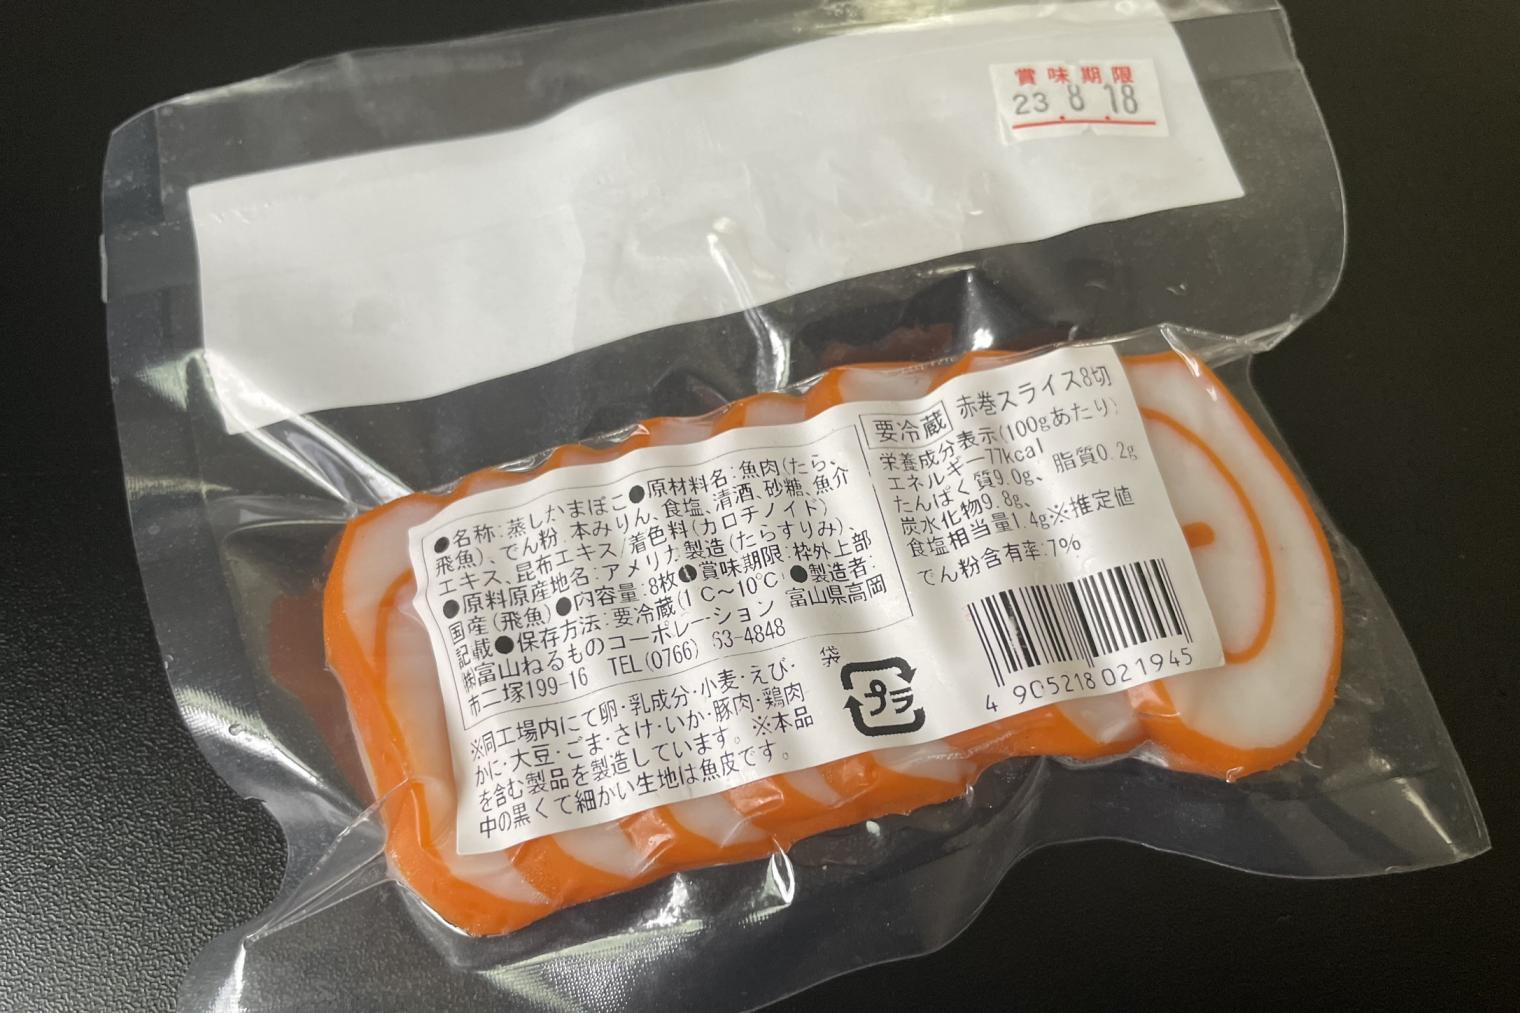 賞味期限
23.8.18
●名称:蒸しかまぼこ●原材料名:魚肉(たら、
飛魚)、でん粉、本みりん、食塩、清酒、砂糖、魚介
エキス、昆布エキス/着色料(カロチノイド)
●原料原産地名:アメリカ製造(たらすりみ)、
国産(飛魚)●内容量:8枚●賞味期限:枠外上部
記載●保存方法:要冷蔵(1℃〜10℃)●製造者:
㈱富山ねるものコーポレーション 富山県高岡
市二塚199-16 TEL(0766)63-4848
※同工場内にて卵・乳成分・小麦・えび・
かに・大豆・ごま・さけ・いか・豚肉・鶏肉
を含む製品を製造しています。※本品
中の黒くて細かい生地は魚皮です。
袋
プラ
要冷蔵 赤巻スライス8切
栄養成分表示(100gあたり)
エネルギー77kcal
たんぱく質9.0g、脂質0.2g
炭水化物9.8g、
食塩相当量1.4g※推定値
でん粉含有率:7%
4 905218 021945